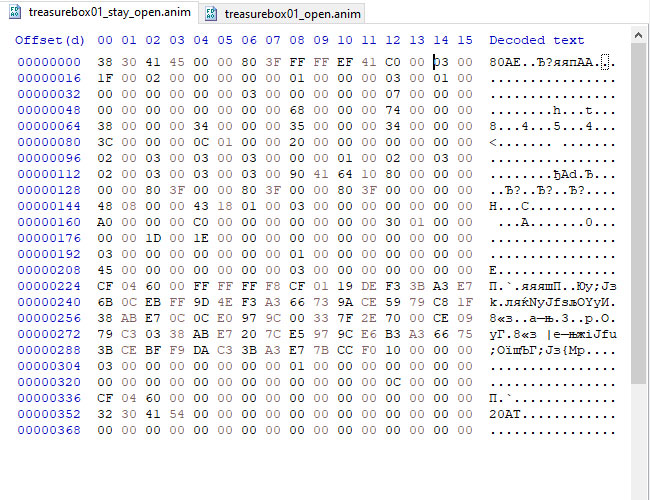 treasurebox01_stay_open.anim treasurebox01_open.anim
Offset(d) 00 01 02 03 04 05 06 07 08 09 10 11 12 13 14 15 Decoded text
00000000 38 30 41 45 00 00 80 3F FF FF EF 41 C0 00 03 00 80AE..Ђ?яяпAА...
00000016 1F 00 02 00 00 00 00 01 00 00 00 03 00 01 00 ................
00000032 00 00 00 00 00 03 00 00 00 00 07 00 00 00 00 ................
00000048 00 00 00 00 00 00 00 68 00 00 74 00 00 00 ........h..t....
00000064 38 00 00 34 00 00 00 35 00 00 34 00 00 00 8...4...5...4...
00000080 3C 00 00 00 0C 01 00 00 20 00 00 00 00 00 00 00 <....... .......
00000096 02 00 03 00 03 00 03 00 00 00 01 00 02 00 03 00 ................
00000112 02 00 03 00 03 00 03 00 90 41 64 10 80 00 00 00 ........ђAd.Ђ...
00000128 00 00 80 3F 00 00 80 3F 00 00 80 3F 00 00 00 00 ..Ђ?..Ђ?..Ђ?....
00000144 48 08 00 00 43 18 01 00 03 00 00 00 00 00 00 00 H...C...........
00000160 A0 00 00 00 C0 00 00 00 00 00 00 00 30 01 00 00  ...А.......0...
00000176 00 00 1D 00 1E 00 00 00 00 00 00 00 00 00 00 00 ................
00000192 03 00 00 00 00 00 00 00 01 00 00 00 00 00 00 00 ................
00000208 45 00 00 00 00 00 00 00 03 00 00 00 00 00 00 00 E...............
00000224 CF 04 60 00 FF FF FF FF F8 CF 01 19 DE F3 3B A3 E7
00000240 6B 0C EB FF 9D 4E F3 A3 66 73 9A CE 59 79 C8 1F
00000256 38 AB E7 0C 0C E0 97 9C 00 33 7F 2E 70 00 CE 09
00000272 79 C3 03 38 AB E7 20 7C E5 97 9C E6 B3 A3 66 75
00000288 3B CE BF F9 DA C3 3B A3 E7 7B CC F0 10 00 00 00
00000304 03 00 00 00 00 00 00 00 01 00 00 00 00 00 00 00 ................
00000320 00 00 00 00 00 00 00 00 00 00 00 00 0C 00 00 00 ................
00000336 CF 04 60 00 00 00 00 00 00 00 00 00 00 00 00 00 П.`.............
00000352 32 30 41 54 00 00 00 00 00 00 00 00 00 00 00 00 20AT............
00000368 00 00 00 00 00 00 00 00 00 00 00 00 00 00 00 00 ................